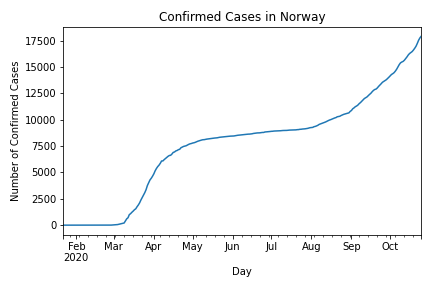 Confirmed Cases in Norway
17500
15000
12500
10000
7500
5000
2500
0
Number of Confirmed Cases
Feb Mar Apr May Jun Jul Aug Sep Oct
2020
Day